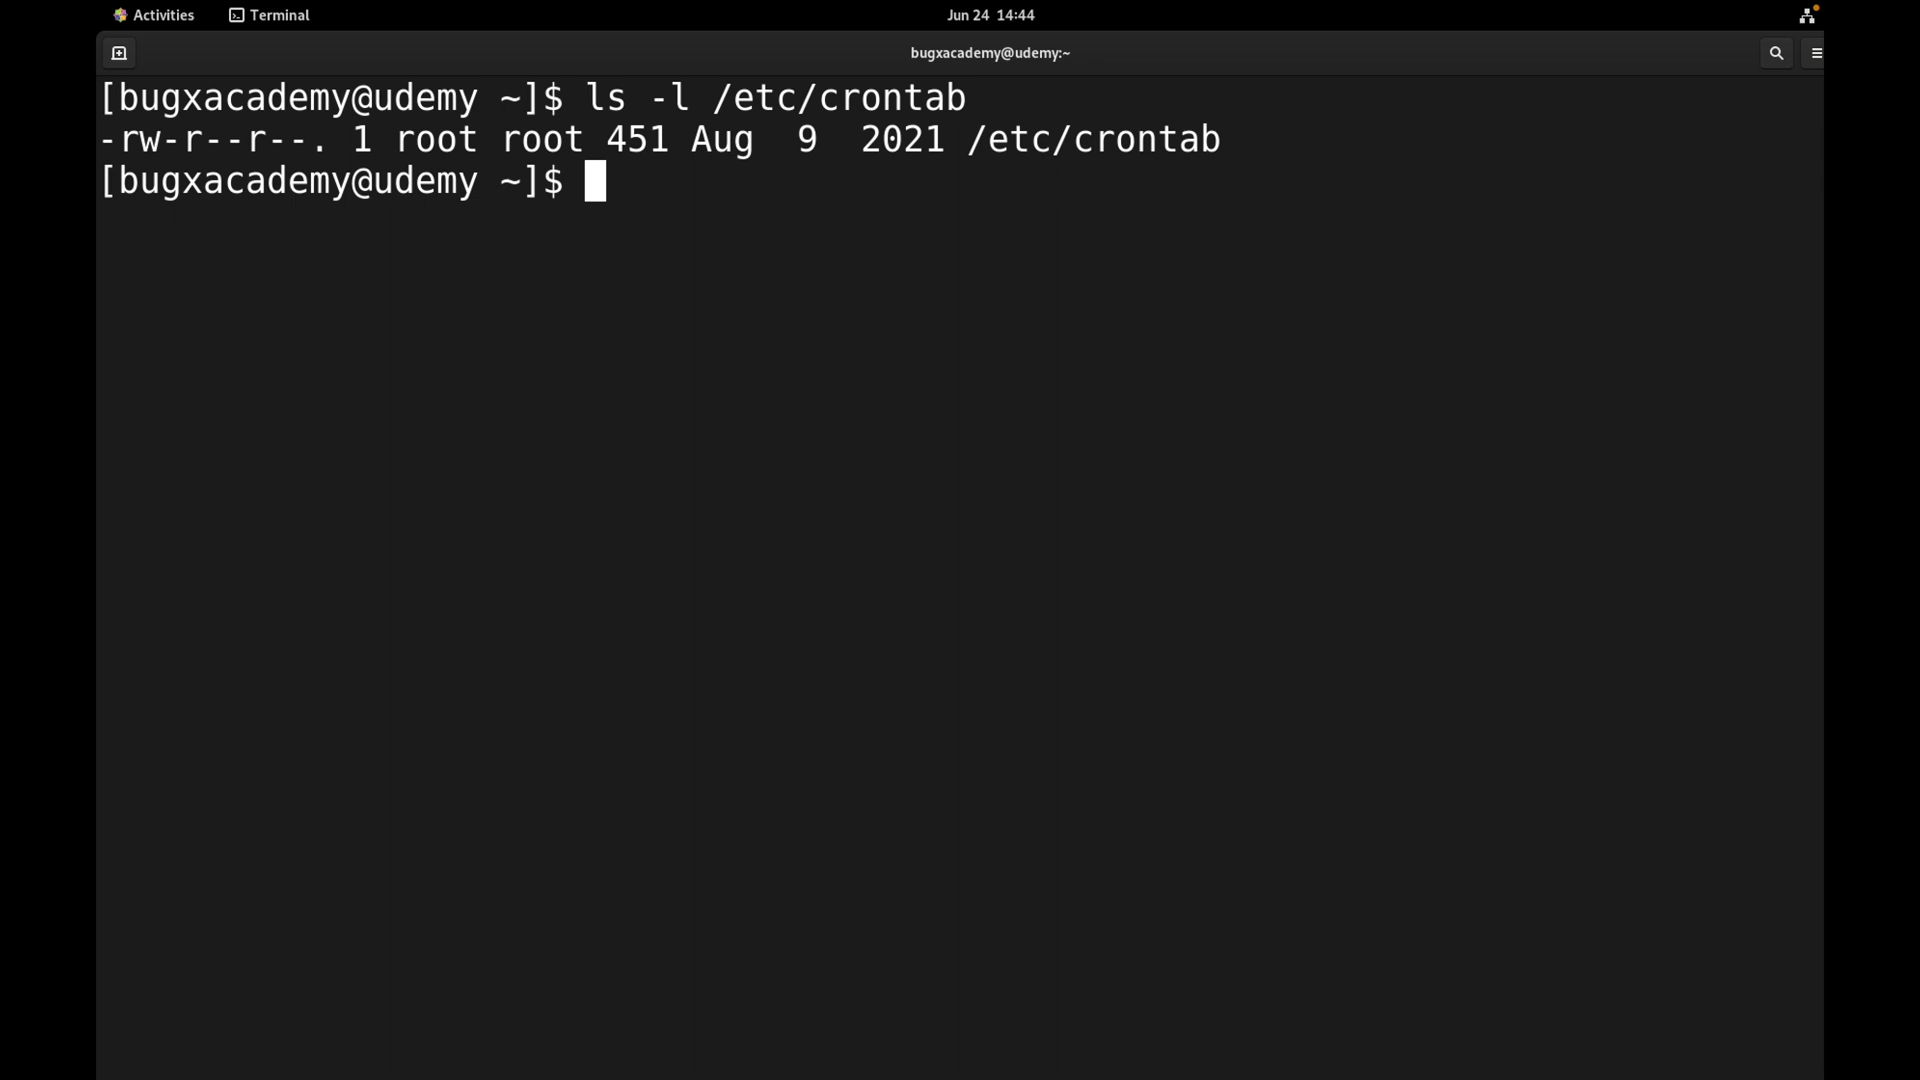 Activities Terminal Jun 24 14:44
bugxacademy@udemy:~
[bugxacademy@udemy ~]$ ls -l /etc/crontab
-rw-r--r--. 1 root root 451 Aug  9  2021 /etc/crontab
[bugxacademy@udemy ~]$